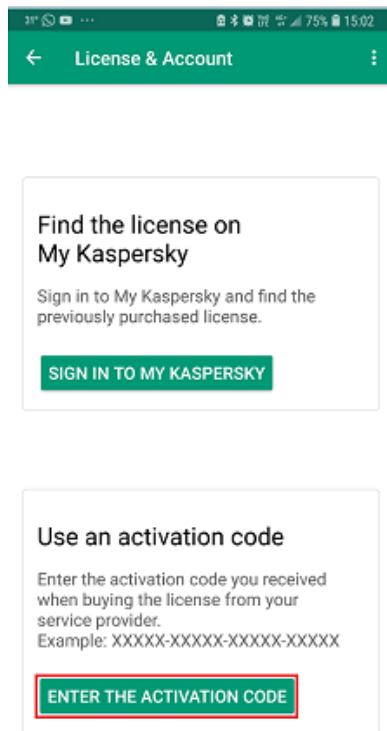 31° 75% 15:02
License & Account
Find the license on
My Kaspersky
Sign in to My Kaspersky and find the
previously purchased license.
SIGN IN TO MY KASPERSKY
Use an activation code
Enter the activation code you received
when buying the license from your
service provider.
Example: XXXXX-XXXXX-XXXXX-XXXXX
ENTER THE ACTIVATION CODE